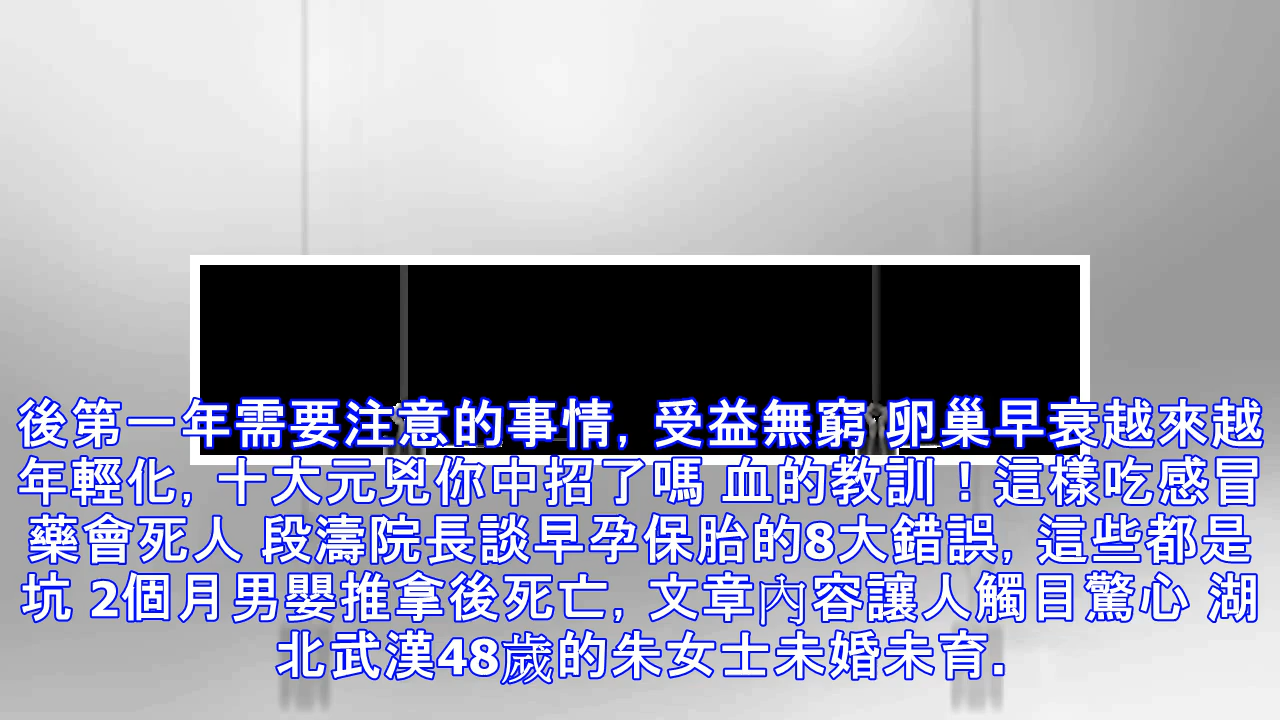 後第一年需要注意的事情, 受益無窮 卵巢早衰越來越
年輕化, 十大元兇你中招了嗎 血的教訓！這樣吃感冒
藥會死人 段濤院長談早孕保胎的8大錯誤, 這些都是
坑 2個月男嬰推拿後死亡, 文章內容讓人觸目驚心 湖
北武漢48歲的朱女士未婚未育.